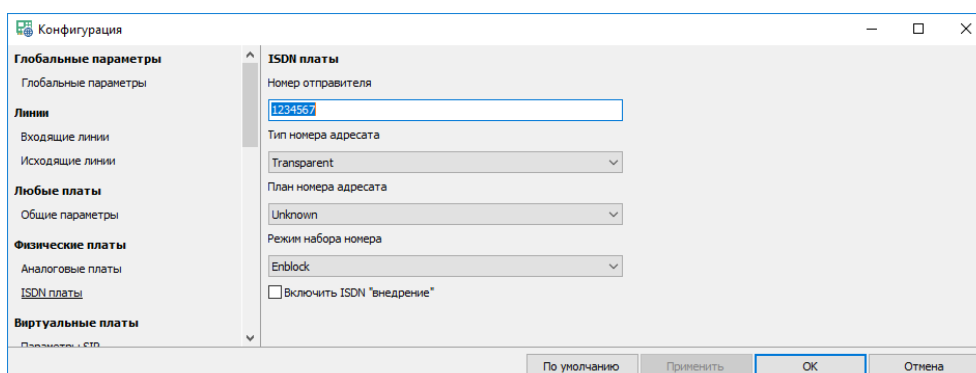 Конфигурация
Глобальные параметры
Глобальные параметры
Линии
Входящие линии
Исходящие линии
Любые платы
Общие параметры
Физические платы
Аналоговые платы
ISDN платы
Виртуальные платы
Параметры SIP
ISDN платы
Номер отправителя
1234567
Тип номера адресата
Transparent
План номера адресата
Unknown
Режим набора номера
Enblock
Включить ISDN "внедрение"
По умолчанию
Применить
OK
Отмена